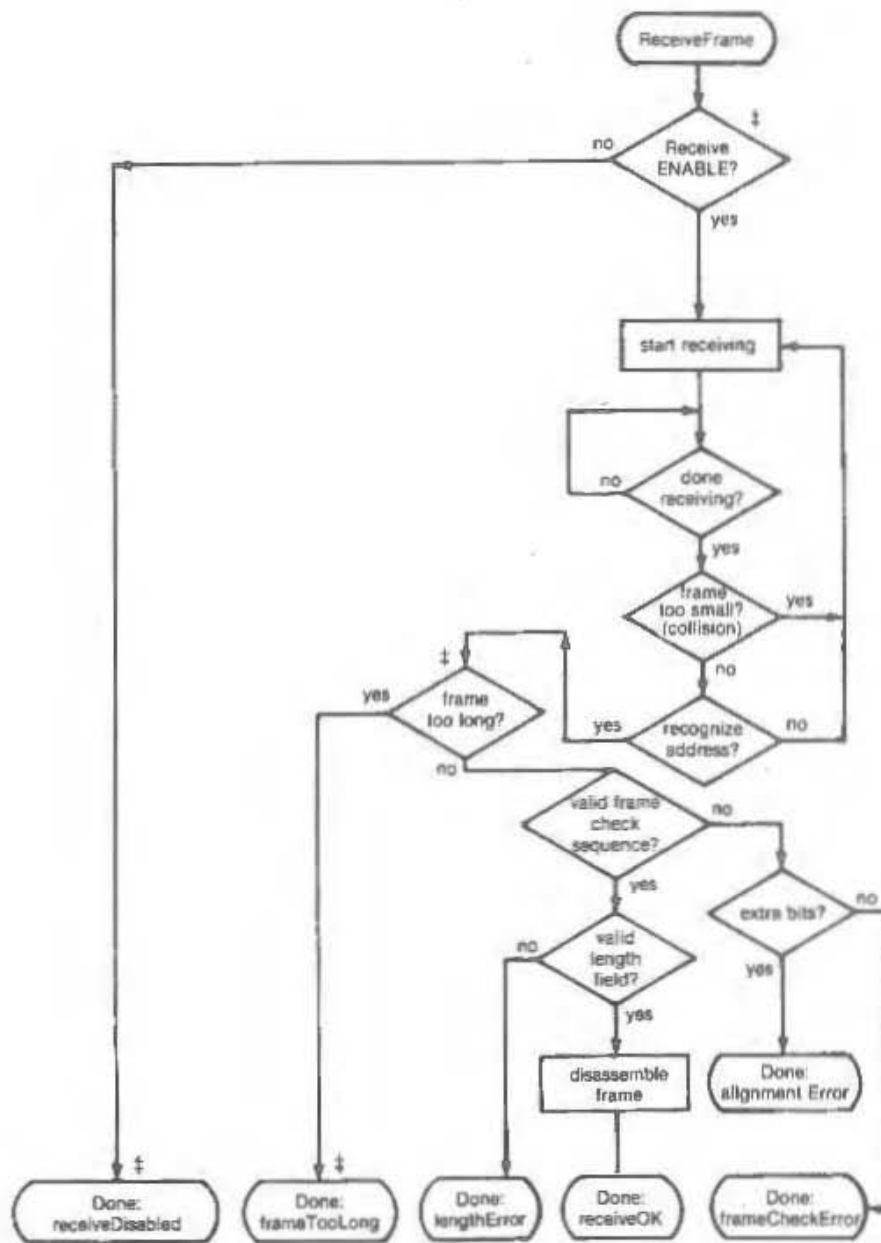 ReceiveFrame
‡
no
Receive
ENABLE?
yes
start receiving
no
done
receiving?
yes
frame
too small?
(collision)
yes
no
‡
yes
frame
too long?
yes
recognize
address?
no
no
valid frame
check
sequence?
no
yes
extra bits?
no
no
valid
length
field?
yes
yes
disassemble
frame
Done:
alignment Error
‡
‡
Done:
receiveDisabled
Done:
frameTooLong
Done:
lengthError
Done:
receiveOK
Done:
frameCheckError